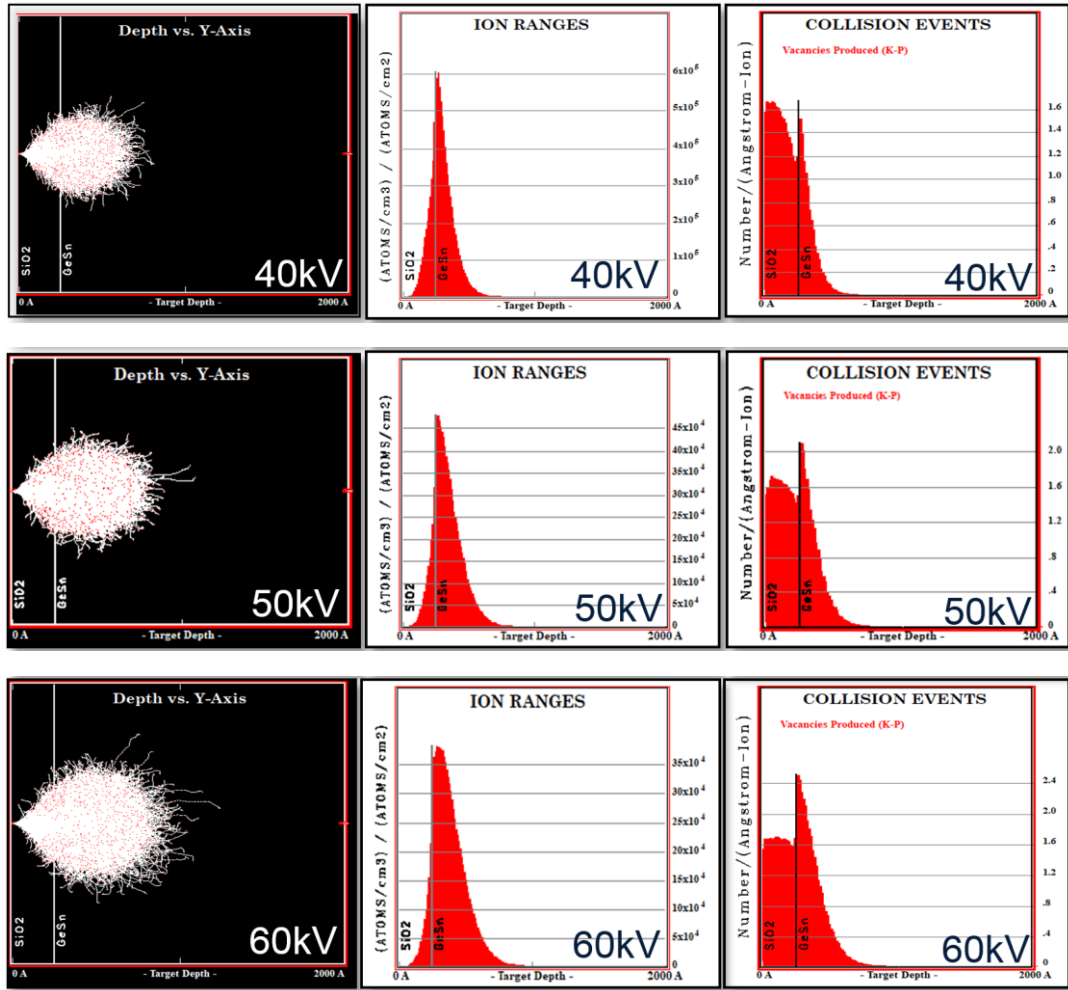 Depth vs. Y-Axis
SiO2
GeSn
40kV
0 A
- Target Depth -
2000 A
ION RANGES
(ATOMS/cm3) / (ATOMS/cm2)
6x10⁵
5x10⁵
4x10⁵
3x10⁵
2x10⁵
1x10⁵
0
SiO2
GeSn
40kV
0 A
- Target Depth -
2000 A
COLLISION EVENTS
Vacancies Produced (K-P)
Number/(Angstrom-Ion)
1.6
1.4
1.2
1.0
.8
.6
.4
.2
0
SiO2
GeSn
40kV
0 A
- Target Depth -
2000 A
Depth vs. Y-Axis
SiO2
GeSn
50kV
0 A
- Target Depth -
2000 A
ION RANGES
(ATOMS/cm3) / (ATOMS/cm2)
45x10⁴
40x10⁴
35x10⁴
30x10⁴
25x10⁴
20x10⁴
15x10⁴
10x10⁴
5x10⁴
0
SiO2
GeSn
50kV
0 A
- Target Depth -
2000 A
COLLISION EVENTS
Vacancies Produced (K-P)
Number/(Angstrom-Ion)
2.0
1.6
1.2
.8
.4
0
SiO2
GeSn
50kV
0 A
- Target Depth -
2000 A
Depth vs. Y-Axis
SiO2
GeSn
60kV
0 A
- Target Depth -
2000 A
ION RANGES
(ATOMS/cm3) / (ATOMS/cm2)
35x10⁴
30x10⁴
25x10⁴
20x10⁴
15x10⁴
10x10⁴
5x10⁴
0
SiO2
GeSn
60kV
0 A
- Target Depth -
2000 A
COLLISION EVENTS
Vacancies Produced (K-P)
Number/(Angstrom-Ion)
2.4
2.0
1.6
1.2
.8
.4
0
SiO2
GeSn
60kV
0 A
- Target Depth -
2000 A